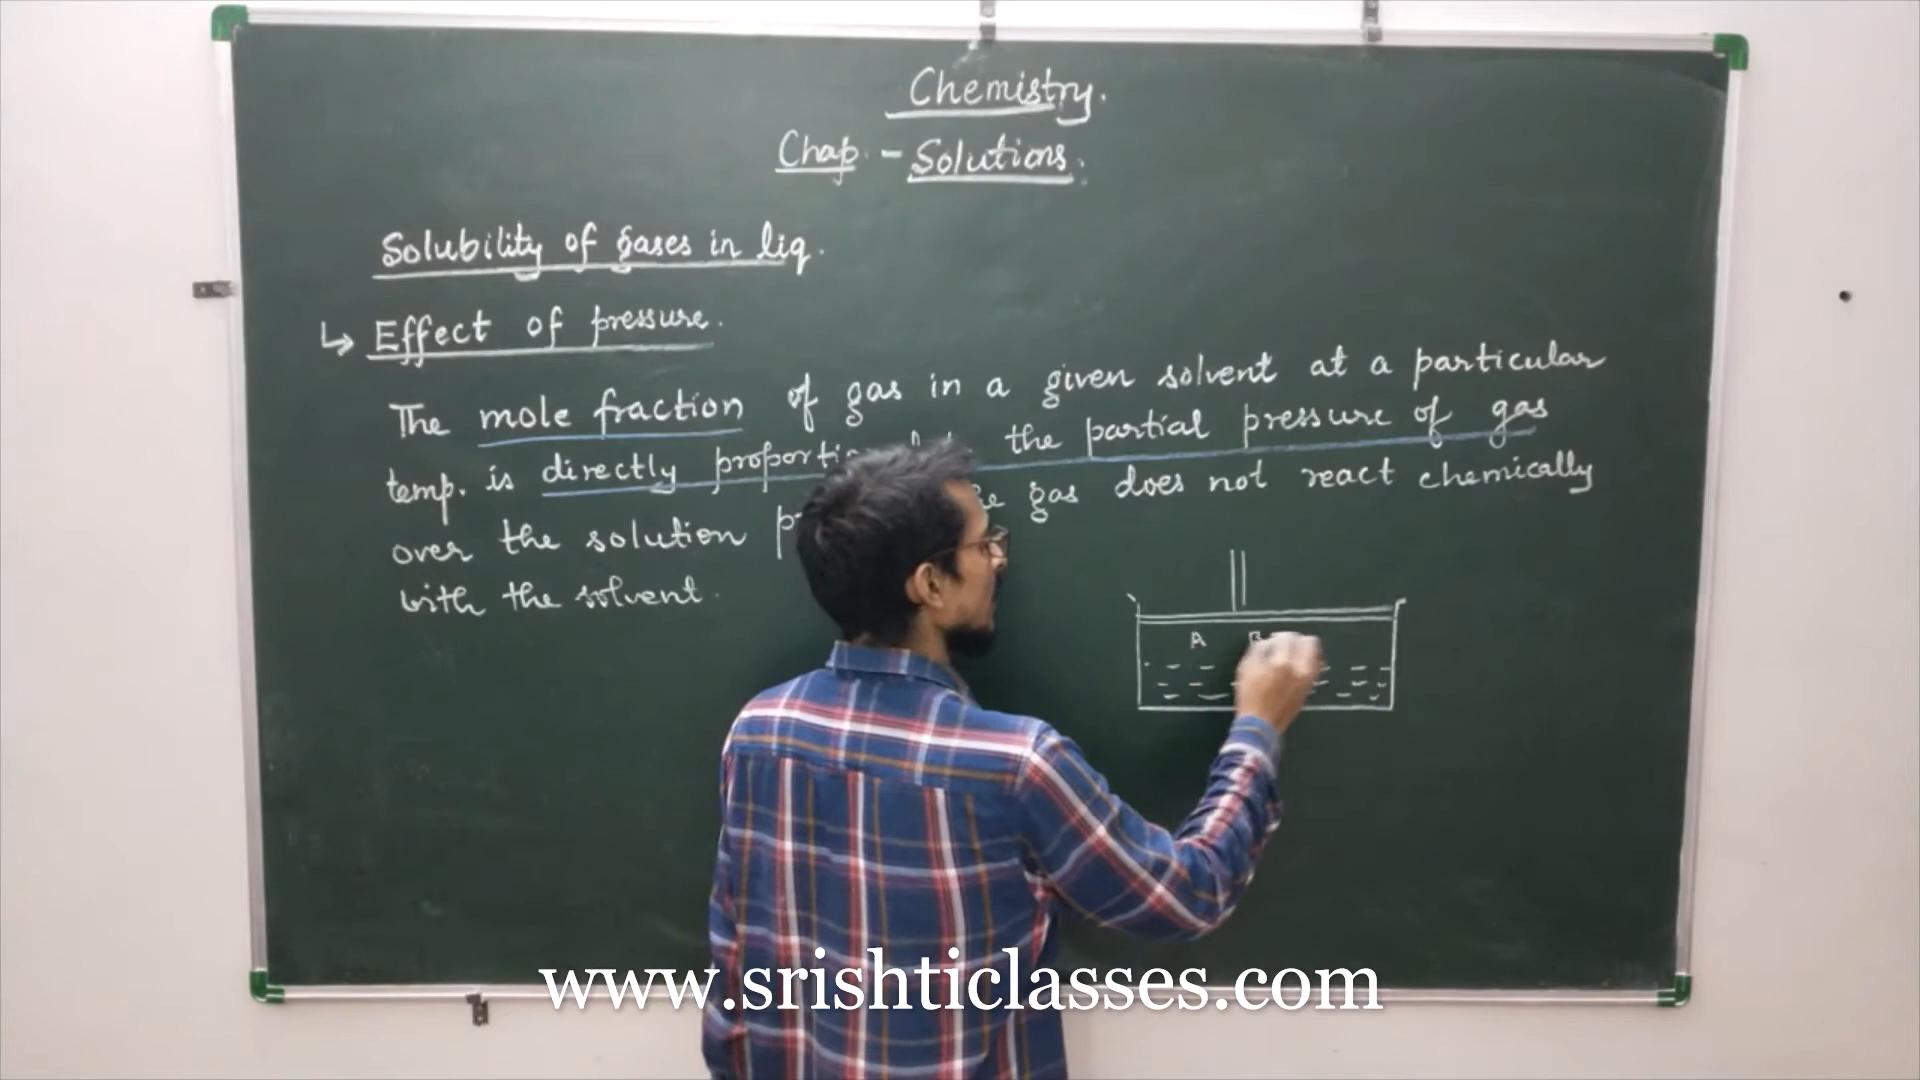 Chemistry.
Chap. - Solutions.
Solubility of gases in liq.
↳ Effect of pressure.
The mole fraction of gas in a given solvent at a particular
temp. is directly the partial pressure of gas
over the solution gas does not react chemically
with the solvent.
A B
www.srishticlasses.com